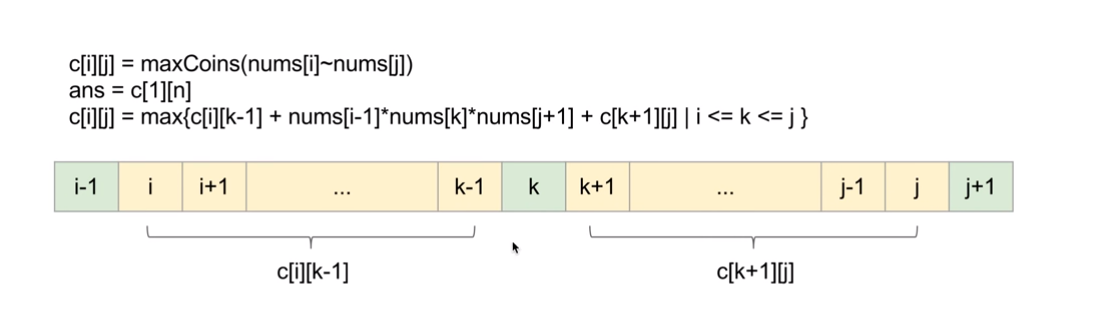 c[i][j] = maxCoins(nums[i]~nums[j])
ans = c[1][n]
c[i][j] = max{c[i][k-1] + nums[i-1]*nums[k]*nums[j+1] + c[k+1][j] | i <= k <= j }
i-1 i i+1 ... k-1 k k+1 ... j-1 j j+1
c[i][k-1] c[k+1][j]